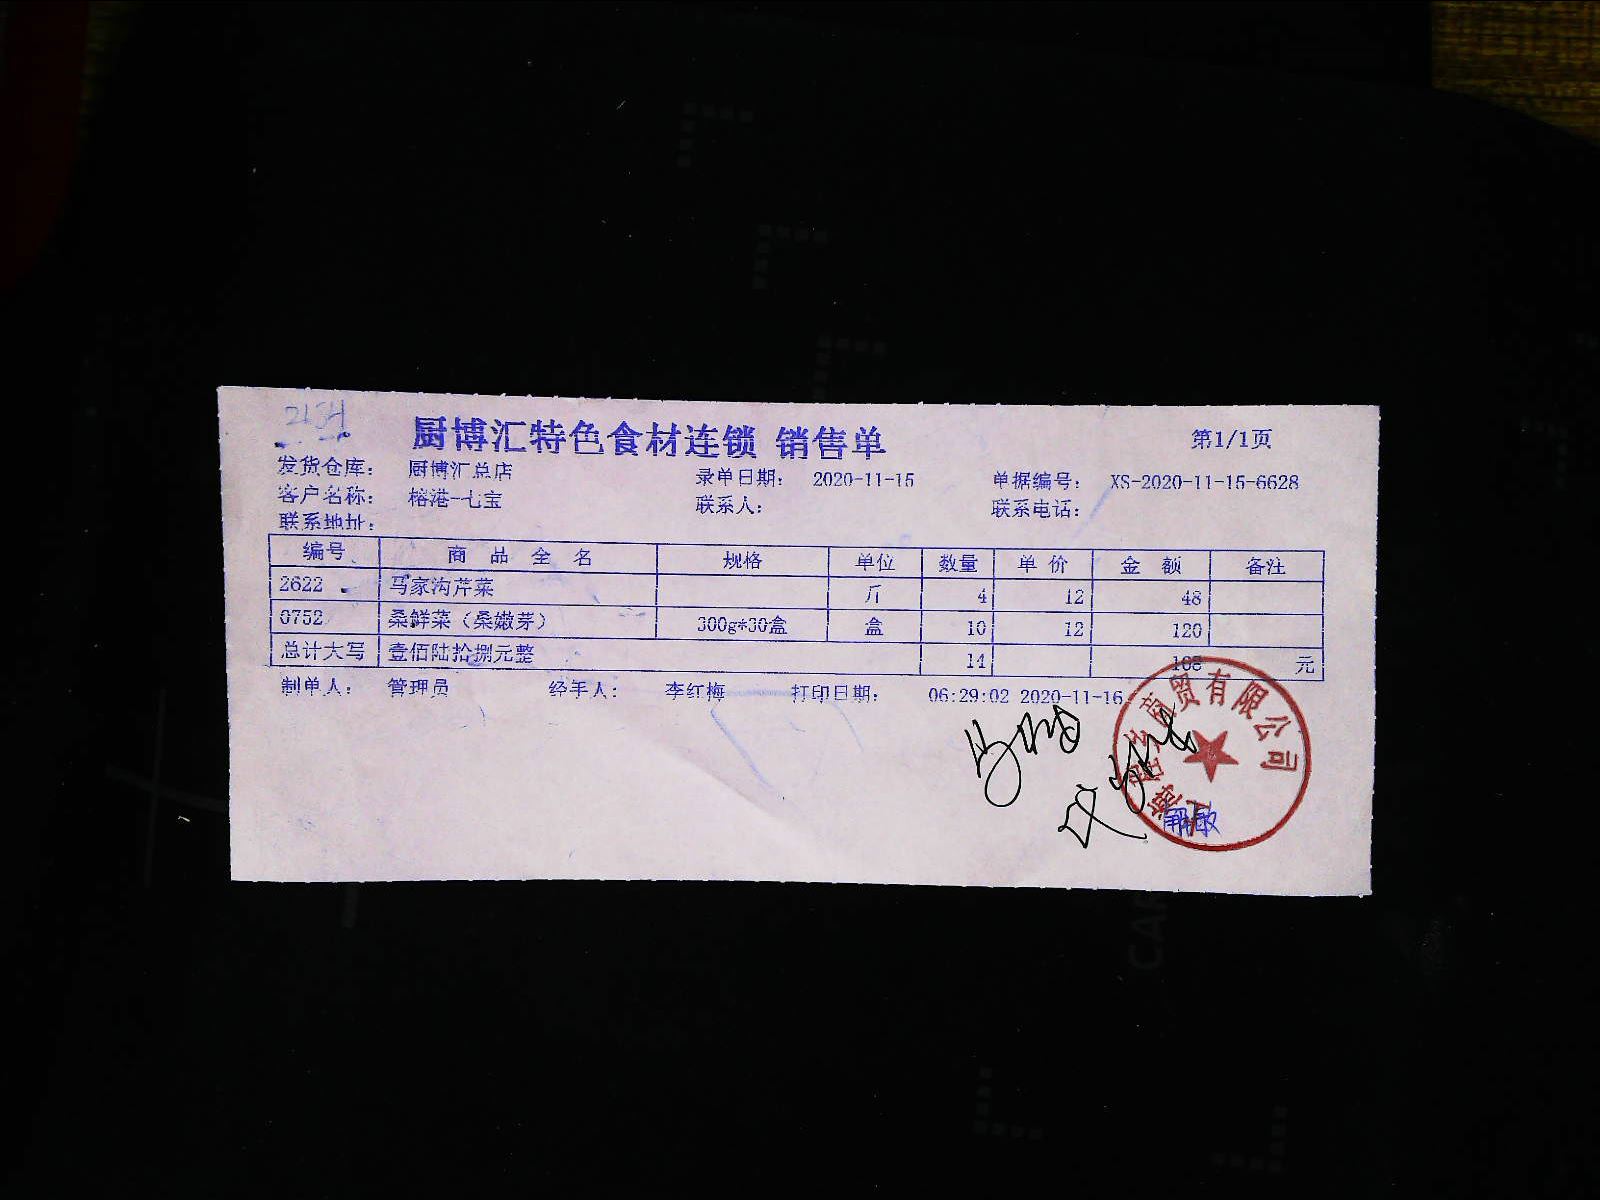 2634
厨博汇特色食材连锁 销售单
第1/1页
发货仓库: 厨博汇总店 录单日期: 2020-11-15 单据编号: XS-2020-11-15-6628
客户名称: 榕港-七宝 联系人: 联系电话:
联系地址:
编号 商品全名 规格 单位 数量 单价 金额 备注
2622 马家沟芹菜 斤 4 12 48
0752 桑鲜菜（桑嫩芽） 300g*30盒 盒 10 12 120
总计大写 壹佰陆拾捌元整 14 168 元
制单人: 管理员 经手人: 李红梅 打印日期: 06:29:02 2020-11-16
商贸有限公司